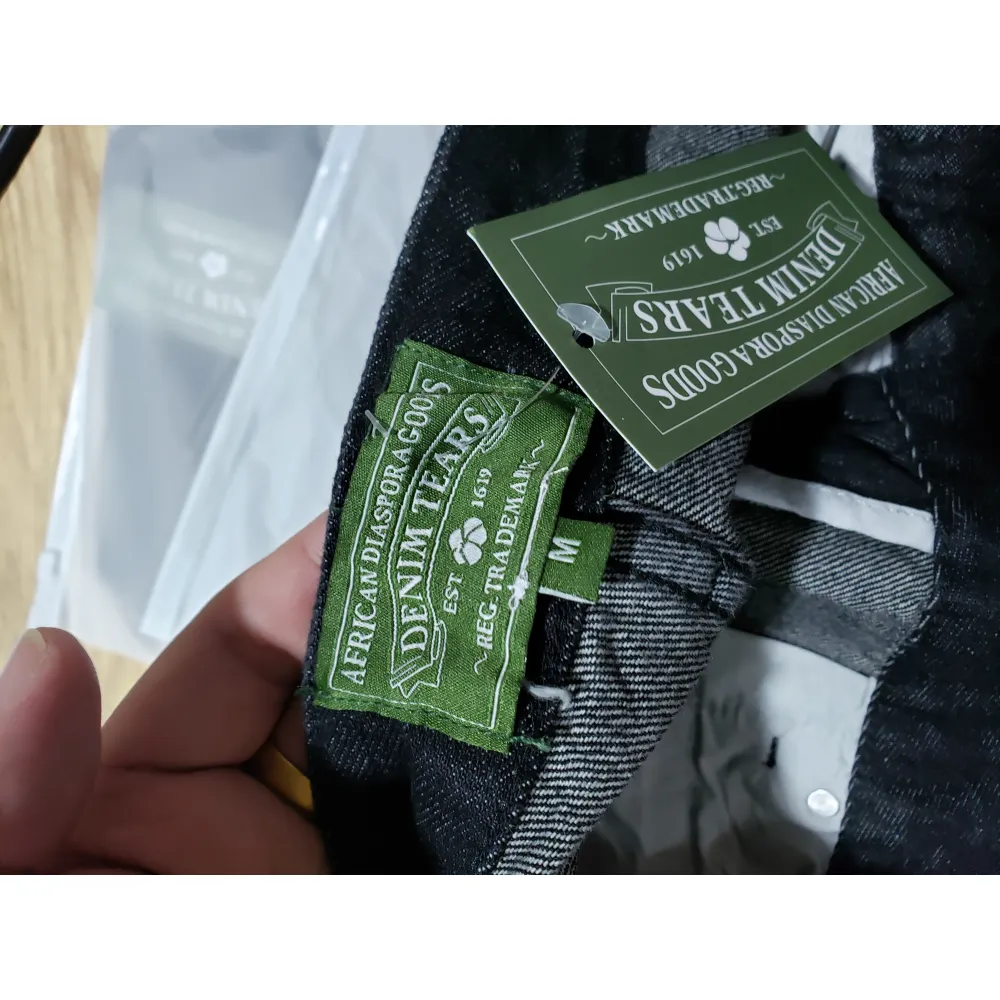 AFRICAN DIASPORA GOODS
DENIM TEARS
EST. 1619
~REG.TRADEMARK~
AFRICAN DIASPORA GOODS
DENIM TEARS
EST 1619
~REG.TRADEMARK~
M